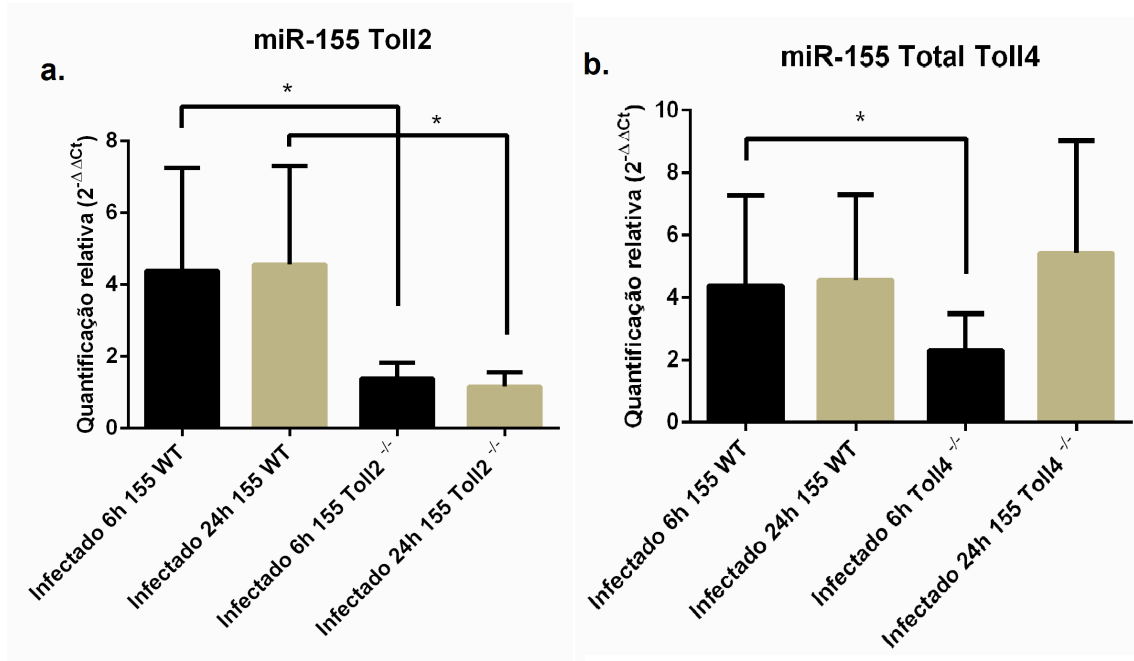 miR-155 Toll2
a.
*
*
Quantificação relativa (2^-Δ ΔCt)
8
6
4
2
0
Infectado 6h 155 WT
Infectado 24h 155 WT
Infectado 6h 155 Toll2 -/-
Infectado 24h 155 Toll2 -/-
miR-155 Total Toll4
b.
*
Quantificação relativa (2^-Δ ΔCt)
10
8
6
4
2
0
Infectado 6h 155 WT
Infectado 24h 155 WT
Infectado 6h Toll4 -/-
Infectado 24h 155 Toll4 -/-